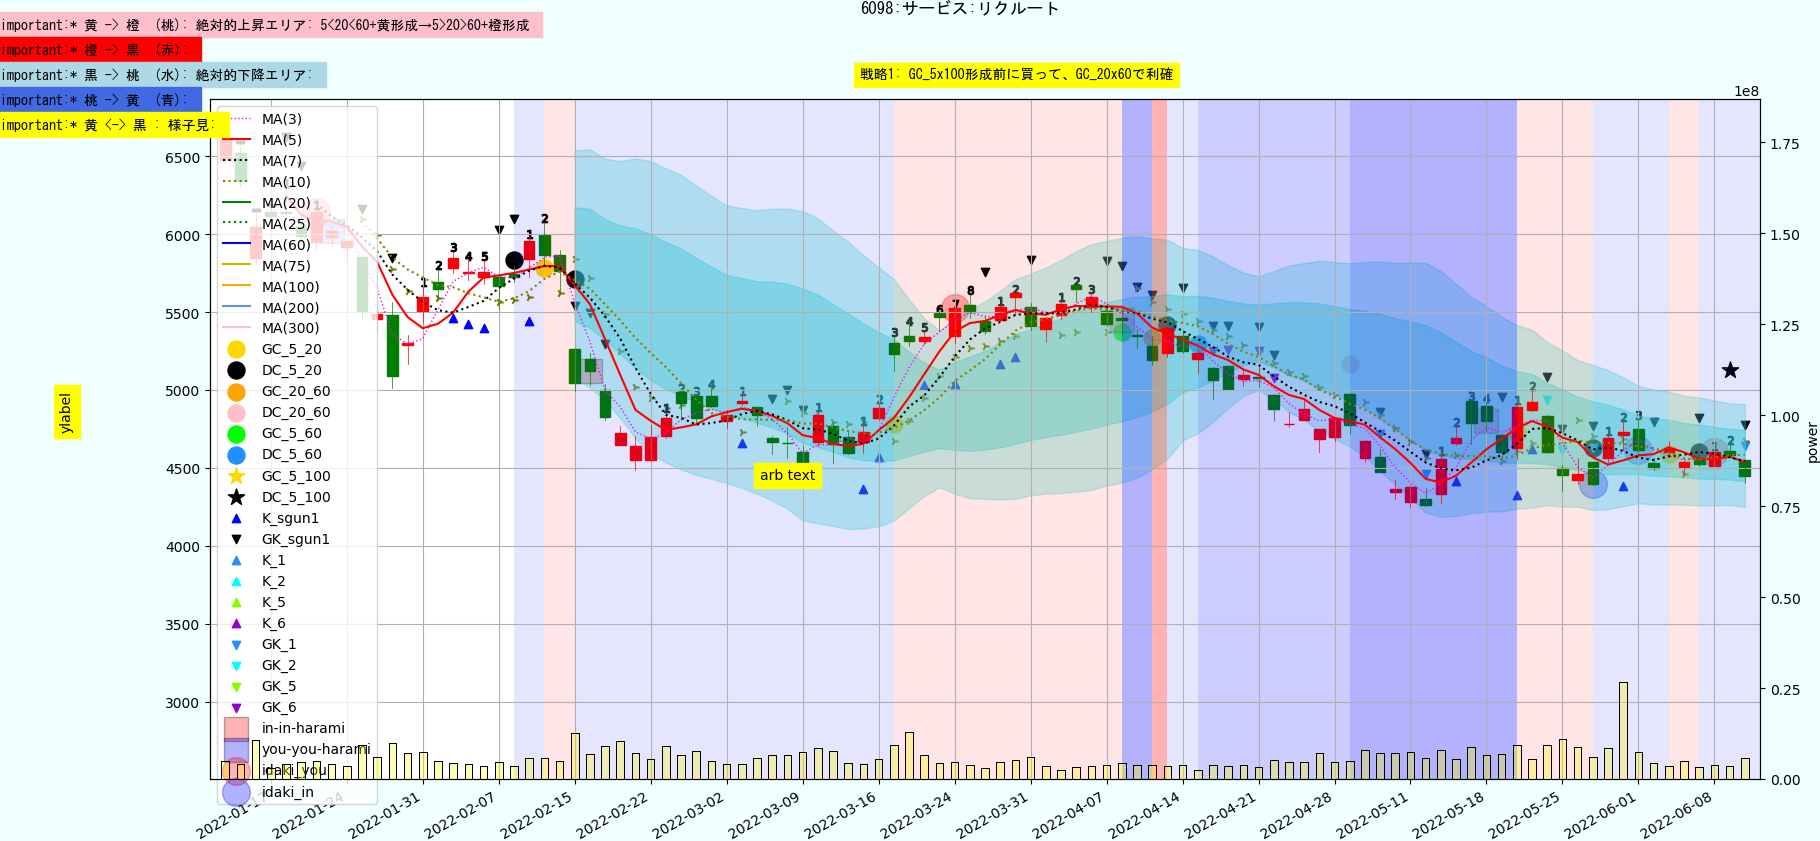 6098:サービス:リクルート
important:* 黄 -> 橙 (桃): 絶対的上昇エリア: 5<20<60+黄形成→5>20>60+橙形成
important:* 橙 -> 黒 (赤):
important:* 黒 -> 桃 (水): 絶対的下降エリア:
戦略1: GC_5x100形成前に買って、GC_20x60で利確
important:* 桃 -> 黄 (青):
important:* 黄 <-> 黒 : 様子見:
1e8
MA(3)
MA(5)
MA(7)
MA(10)
MA(20)
MA(25)
MA(60)
MA(75)
MA(100)
MA(200)
MA(300)
GC_5_20
DC_5_20
GC_20_60
DC_20_60
GC_5_60
DC_5_60
GC_5_100
DC_5_100
K_sgun1
GK_sgun1
K_1
K_2
K_5
K_6
GK_1
GK_2
GK_5
GK_6
in-in-harami
you-you-harami
idaki_you
idaki_in
6500
6000
5500
5000
4500
4000
3500
3000
ylabel
arb text
1.75
1.50
1.25
1.00
0.75
0.50
0.25
0.00
power
2022-01-17
2022-01-24
2022-01-31
2022-02-07
2022-02-15
2022-02-22
2022-03-02
2022-03-09
2022-03-16
2022-03-24
2022-03-31
2022-04-07
2022-04-14
2022-04-21
2022-04-28
2022-05-11
2022-05-18
2022-05-25
2022-06-01
2022-06-08